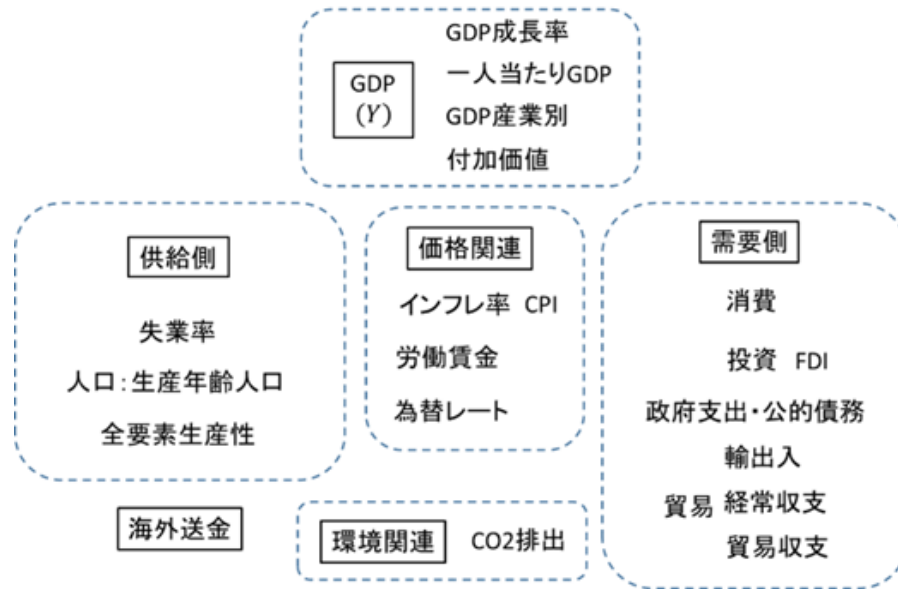 GDP
(Y)
GDP成長率
一人当たりGDP
GDP産業別
付加価値
供給側
失業率
人口：生産年齢人口
全要素生産性
価格関連
インフレ率 CPI
労働賃金
為替レート
需要側
消費
投資 FDI
政府支出・公的債務
輸出入
貿易 経常収支
貿易収支
海外送金
環境関連 CO2排出